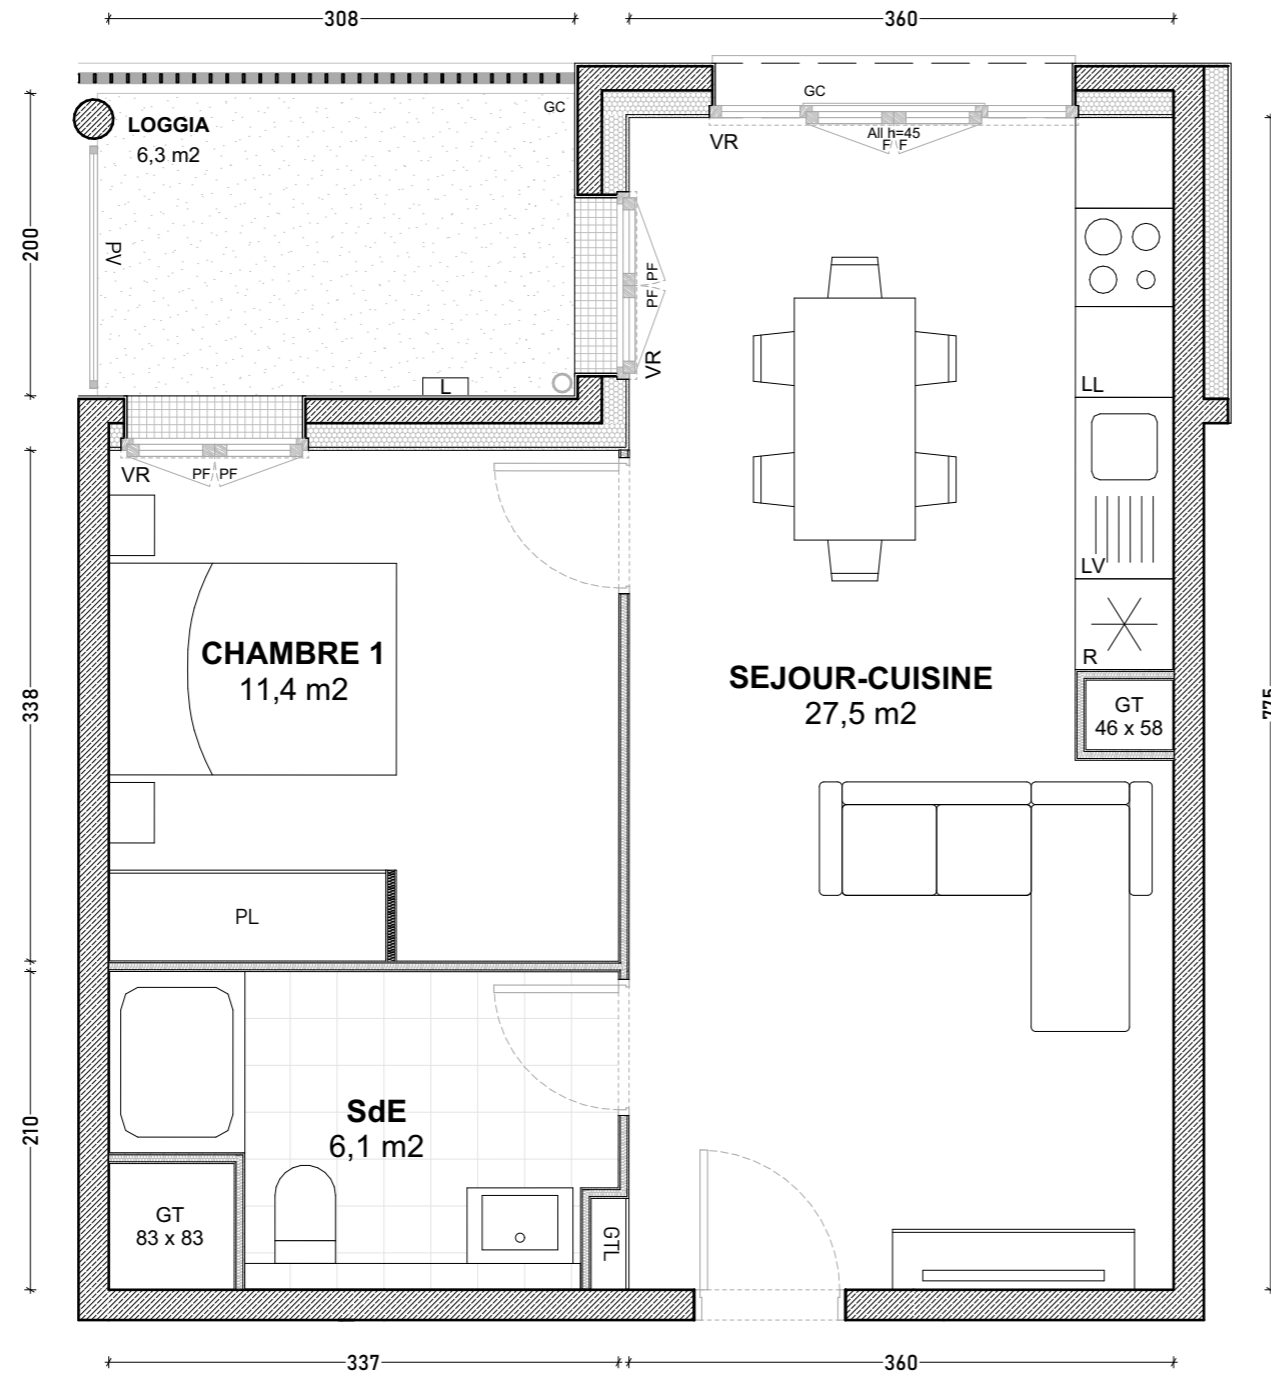 308
360
GC
LOGGIA
6,3 m2
GC
All h=45
F F
VR
200
PV
PF PF
VR
L
LL
VR
PF PF
LV
R
CHAMBRE 1
11,4 m2
SEJOUR-CUISINE
27,5 m2
GT
46 x 58
338
775
PL
SdE
6,1 m2
210
GT
83 x 83
GTL
337
360